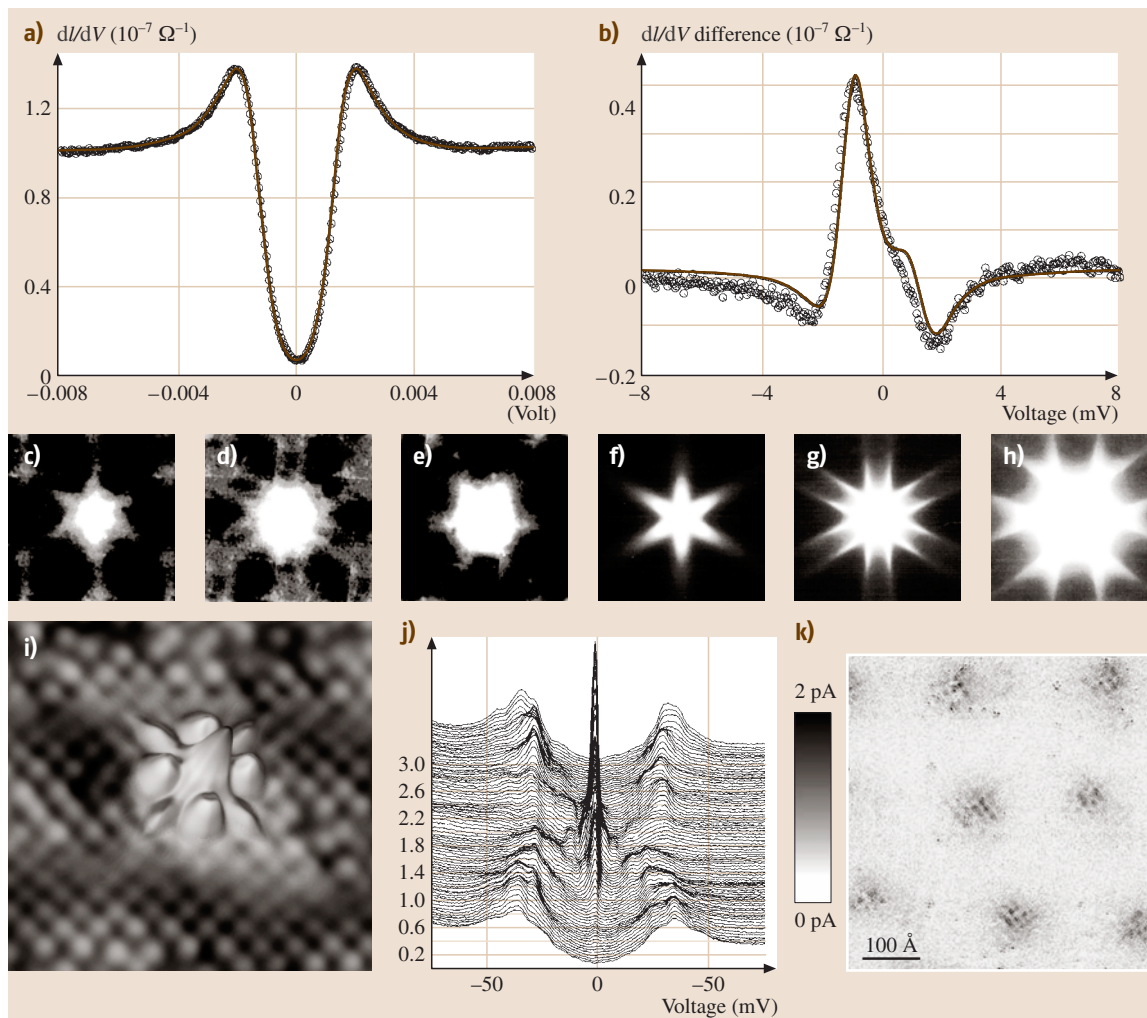 a) dI/dV (10⁻⁷ Ω⁻¹)
1.2
0.8
0.4
0
−0.008 −0.004 0 0.004 0.008
(Volt)
b) dI/dV difference (10⁻⁷ Ω⁻¹)
0.4
0.2
0
−0.2
−8 −4 0 4 8
Voltage (mV)
c) d) e) f) g) h)
i)
j)
3.0
2.6
2.2
1.8
1.4
1.0
0.6
0.2
−50 0 −50
Voltage (mV)
k)
2 pA
0 pA
100 Å